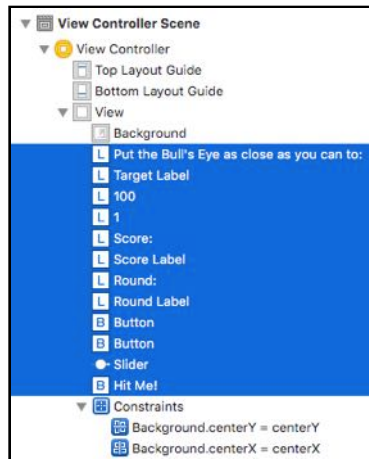 View Controller Scene
View Controller
Top Layout Guide
Bottom Layout Guide
View
Background
L Put the Bull's Eye as close as you can to:
L Target Label
L 100
L 1
L Score:
L Score Label
L Round:
L Round Label
B Button
B Button
Slider
B Hit Me!
Constraints
Background.centerY = centerY
Background.centerX = centerX